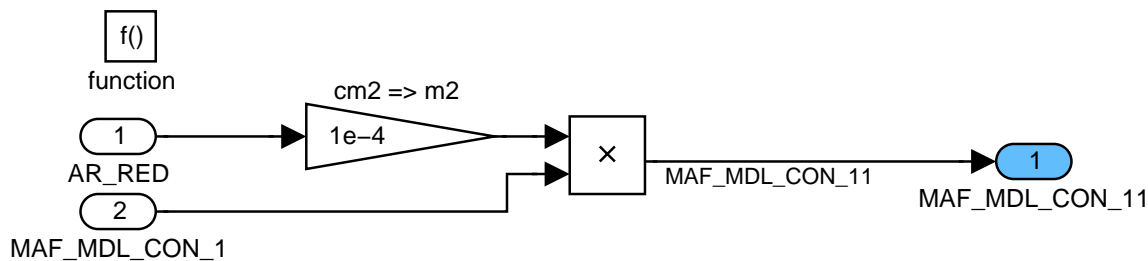 f()
function
cm2 => m2
1
1e−4
×
1
AR_RED
MAF_MDL_CON_11
MAF_MDL_CON_11
2
MAF_MDL_CON_1